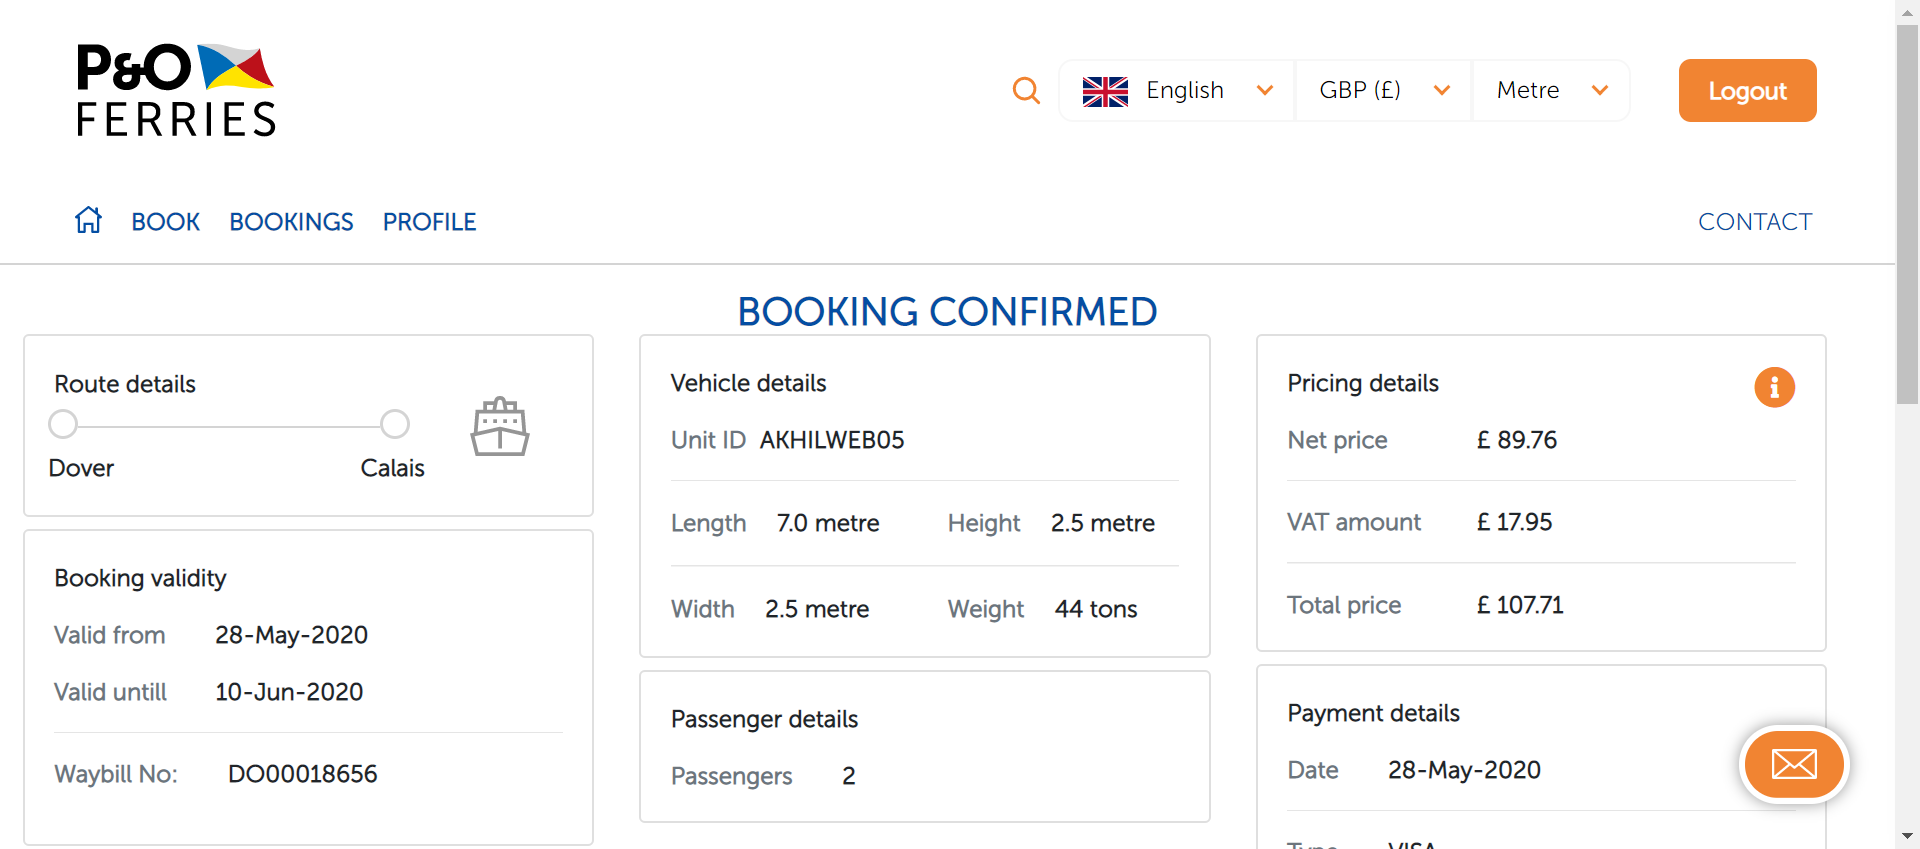 P&O
FERRIES
English
GBP (£)
Metre
Logout
BOOK
BOOKINGS
PROFILE
CONTACT
BOOKING CONFIRMED
Route details
Dover
Calais
Booking validity
Valid from 28-May-2020
Valid untill 10-Jun-2020
Waybill No: DO00018656
Vehicle details
Unit ID AKHILWEB05
Length 7.0 metre Height 2.5 metre
Width 2.5 metre Weight 44 tons
Passenger details
Passengers 2
Pricing details
Net price £ 89.76
VAT amount £ 17.95
Total price £ 107.71
Payment details
Date 28-May-2020
Type VISA